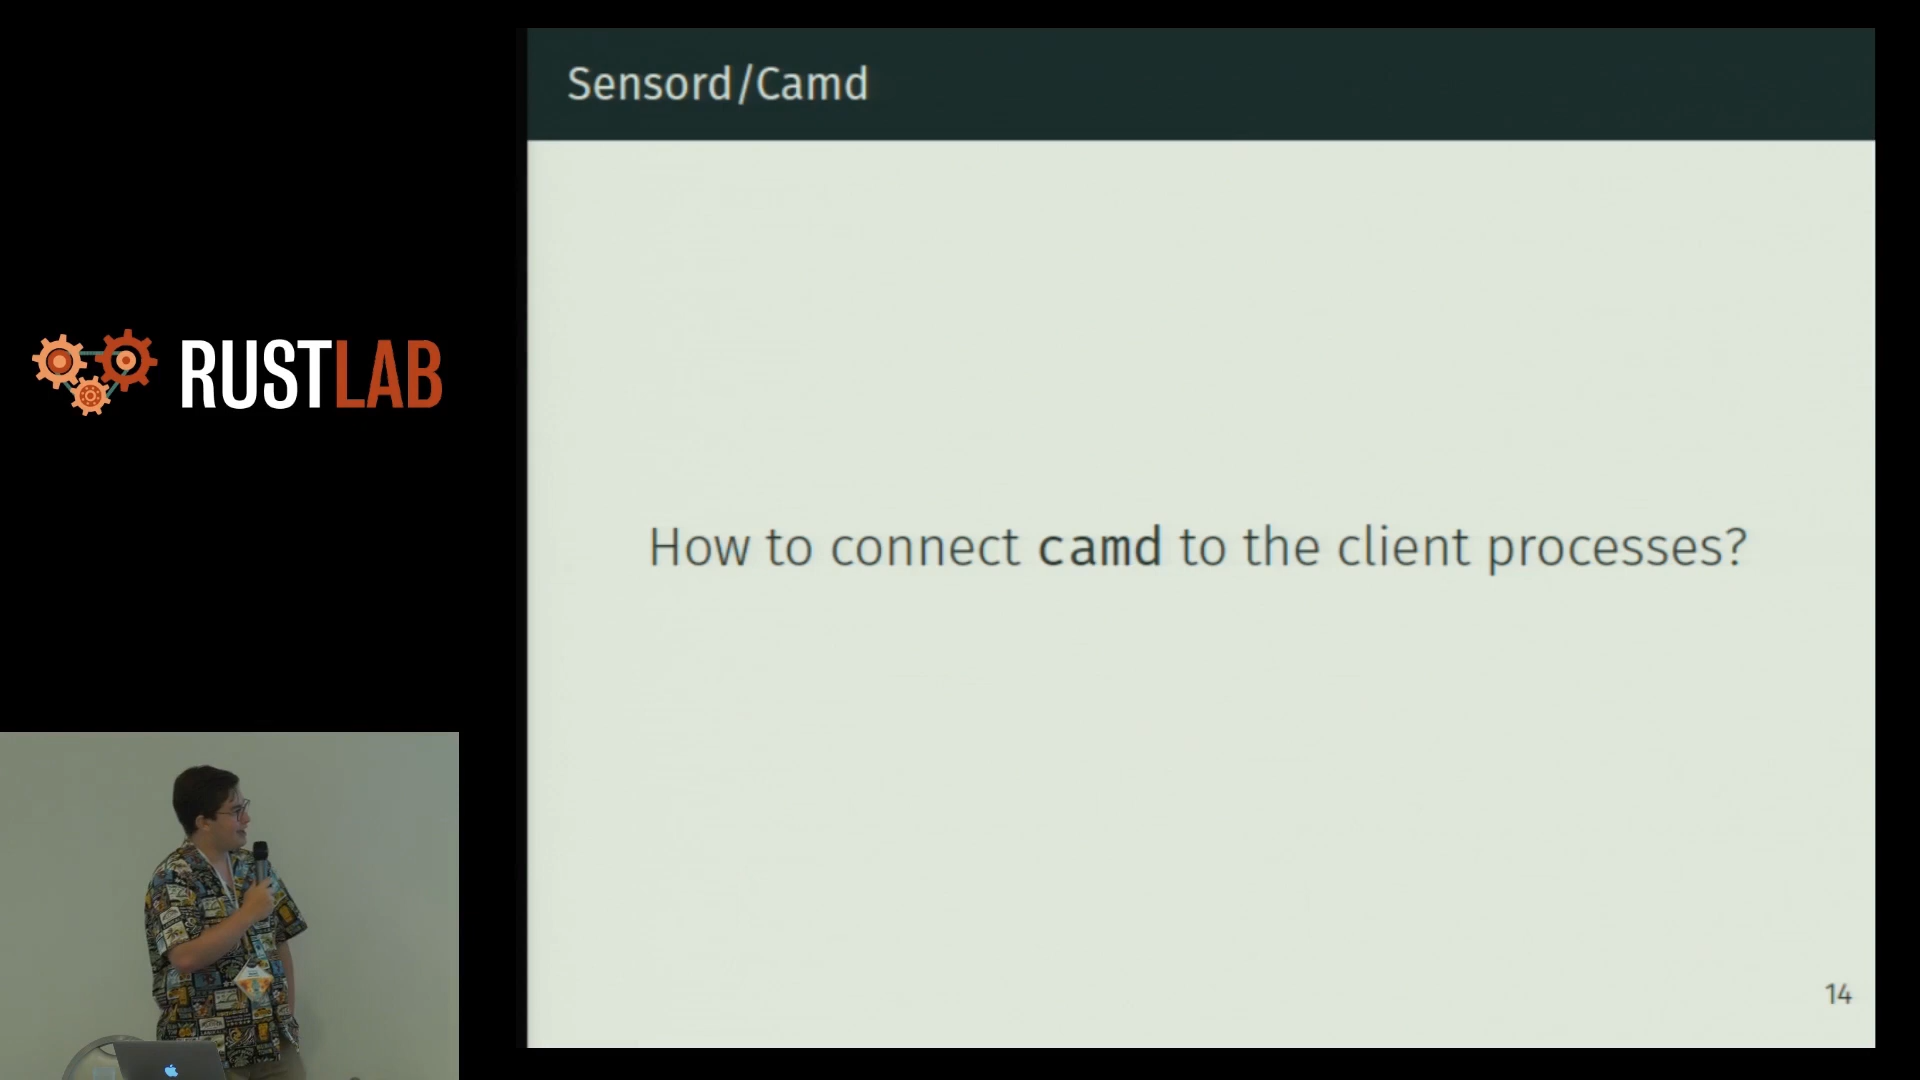 Sensord/Camd
RUSTLAB
How to connect camd to the client processes?
14